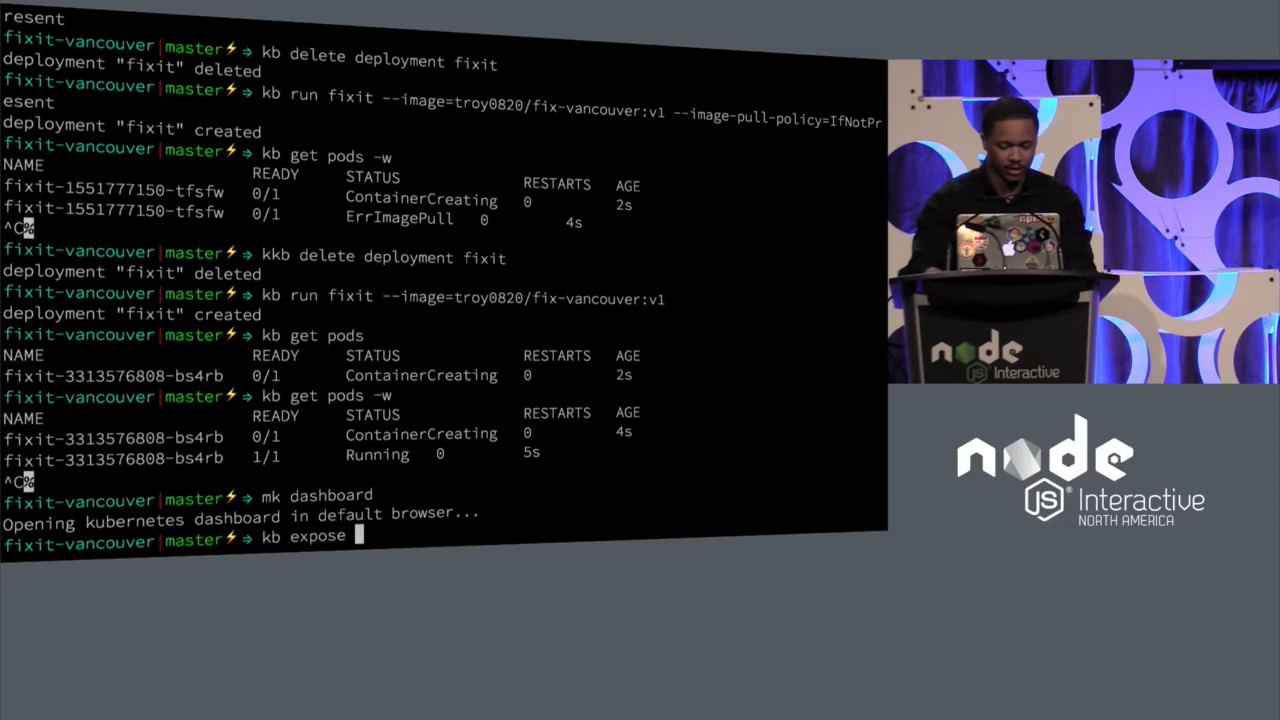 resent
fixit-vancouver|master⚡⇒ kb delete deployment fixit
deployment "fixit" deleted
fixit-vancouver|master⚡⇒ kb run fixit --image=troy0820/fix-vancouver:v1 --image-pull-policy=IfNotPr
esent
deployment "fixit" created
fixit-vancouver|master⚡⇒ kb get pods -w
NAME READY STATUS RESTARTS AGE
fixit-1551777150-tfsfw 0/1 ContainerCreating 0 2s
fixit-1551777150-tfsfw 0/1 ErrImagePull 0 4s
^C%
fixit-vancouver|master⚡⇒ kkb delete deployment fixit
deployment "fixit" deleted
fixit-vancouver|master⚡⇒ kb run fixit --image=troy0820/fix-vancouver:v1
deployment "fixit" created
fixit-vancouver|master⚡⇒ kb get pods
NAME READY STATUS RESTARTS AGE
fixit-3313576808-bs4rb 0/1 ContainerCreating 0 2s
fixit-vancouver|master⚡⇒ kb get pods -w
NAME READY STATUS RESTARTS AGE
fixit-3313576808-bs4rb 0/1 ContainerCreating 0 4s
fixit-3313576808-bs4rb 1/1 Running 0 5s
^C%
fixit-vancouver|master⚡⇒ mk dashboard
Opening kubernetes dashboard in default browser...
fixit-vancouver|master⚡⇒ kb expose
node
JS Interactive
node
JS® Interactive
NORTH AMERICA